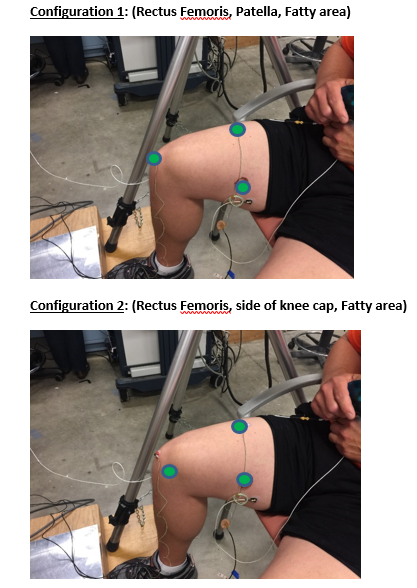 Configuration 1: (Rectus Femoris, Patella, Fatty area)
Configuration 2: (Rectus Femoris, side of knee cap, Fatty area)